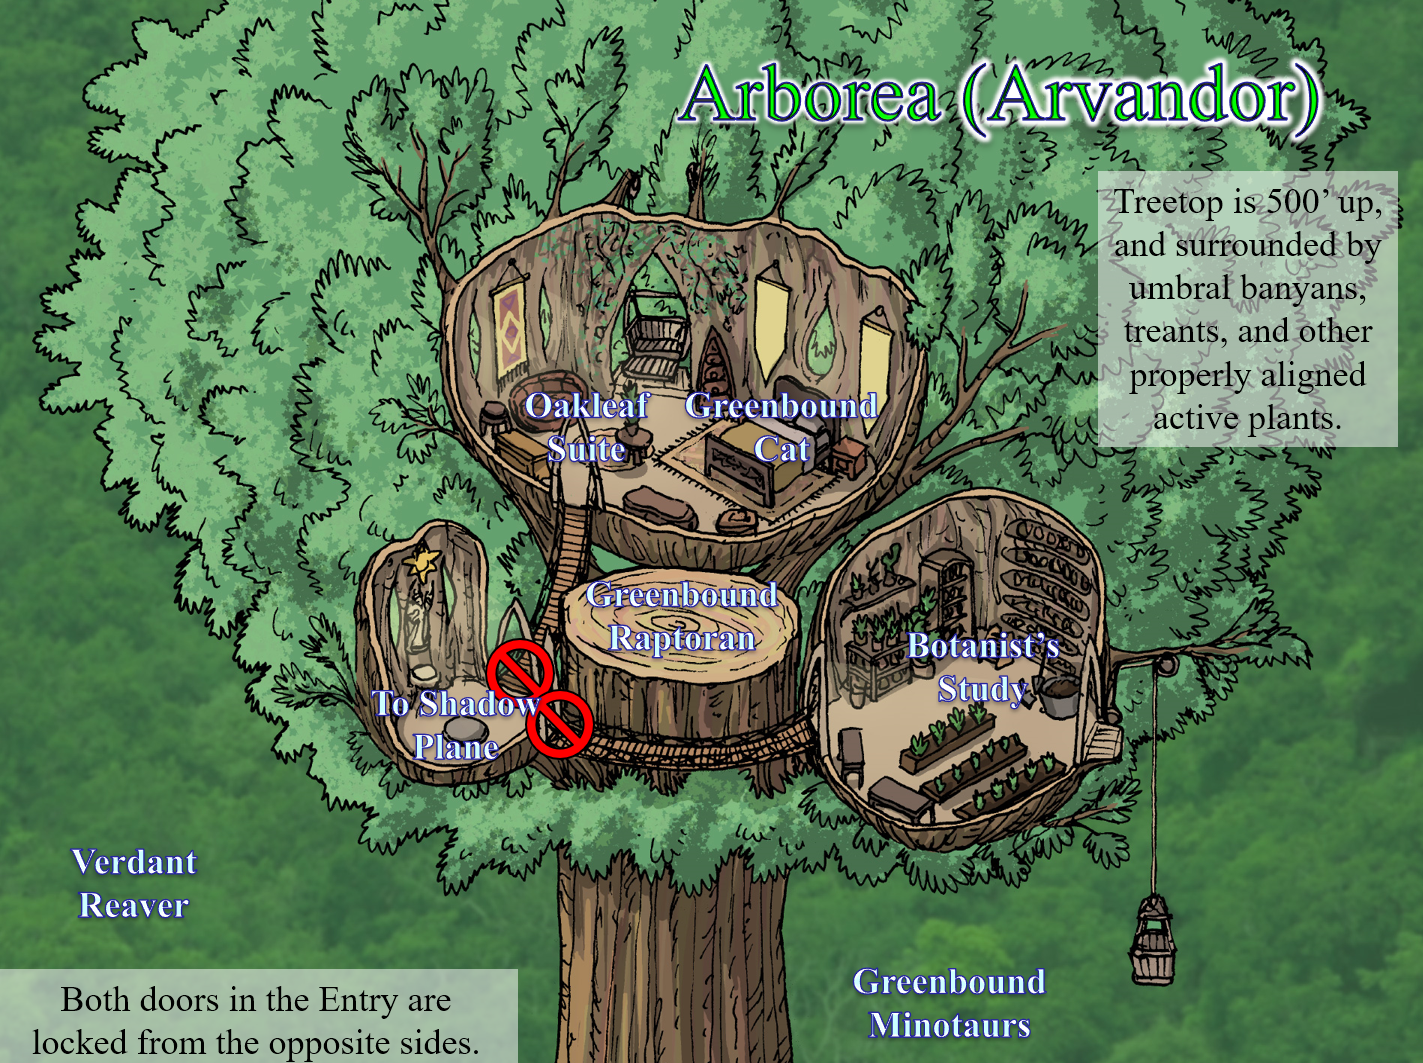 Arborea (Arvandor)
Treetop is 500’ up,
and surrounded by
umbral banyans,
treants, and other
properly aligned
active plants.
Oakleaf
Suite
Greenbound
Cat
Greenbound
Raptoran
Botanist’s
Study
To Shadow
Plane
Verdant
Reaver
Greenbound
Minotaurs
Both doors in the Entry are
locked from the opposite sides.